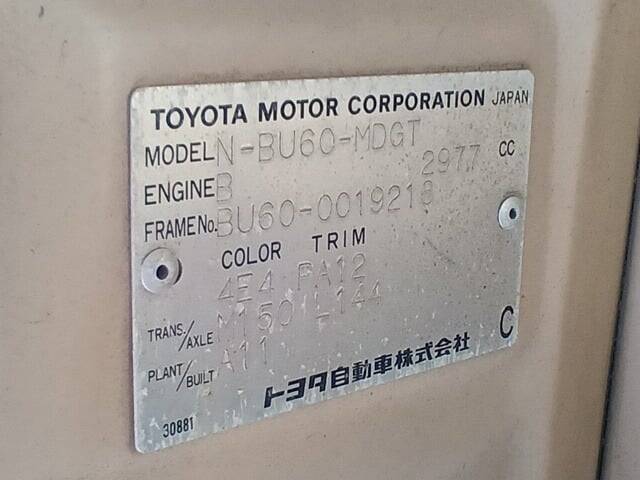 TOYOTA MOTOR CORPORATION JAPAN
MODEL N-BU60-MDGT
ENGINE B 2977 CC
FRAME No. BU60-0019218
COLOR TRIM
4E4 PA12
TRANS./AXLE M150 L144
PLANT/BUILT A11
C
トヨタ自動車株式会社
30881